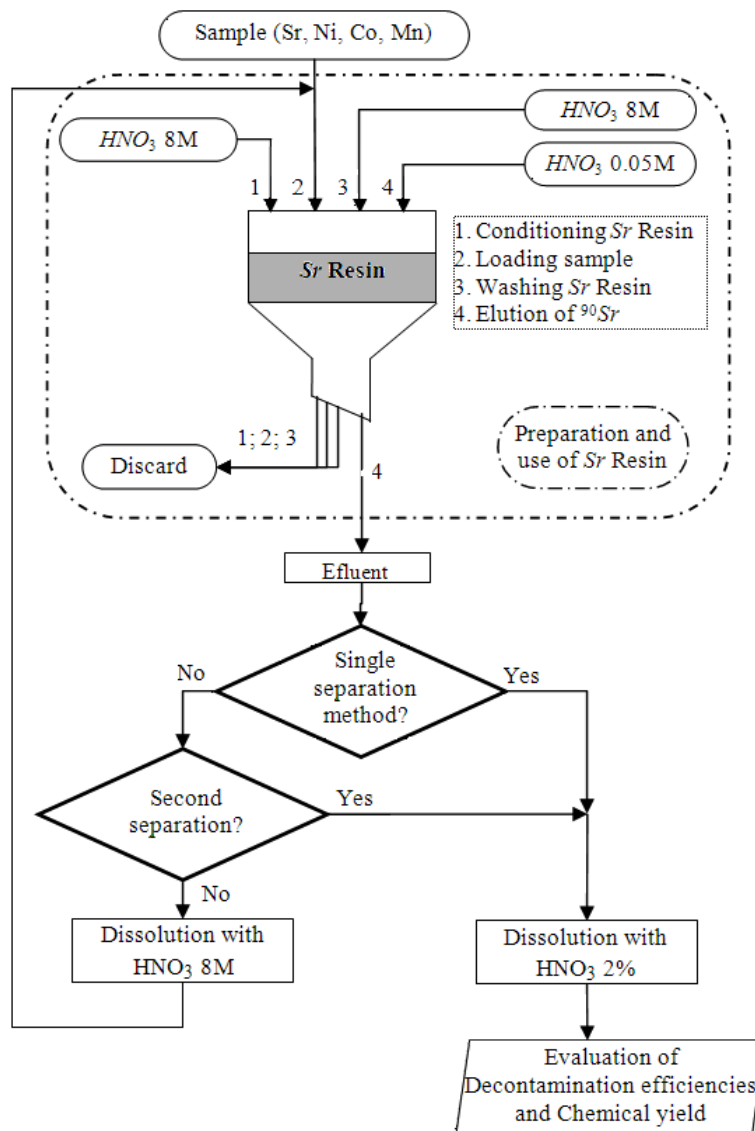 Sample (Sr, Ni, Co, Mn)
HNO₃ 8M
HNO₃ 8M
HNO₃ 0.05M
1
2
3
4
Sr Resin
1. Conditioning Sr Resin
2. Loading sample
3. Washing Sr Resin
4. Elution of ⁹⁰Sr
1; 2; 3
Discard
4
Preparation and
use of Sr Resin
Efluent
Single
separation
method?
No
Yes
Second
separation?
Yes
No
Dissolution with
HNO₃ 8M
Dissolution with
HNO₃ 2%
Evaluation of
Decontamination efficiencies
and Chemical yield